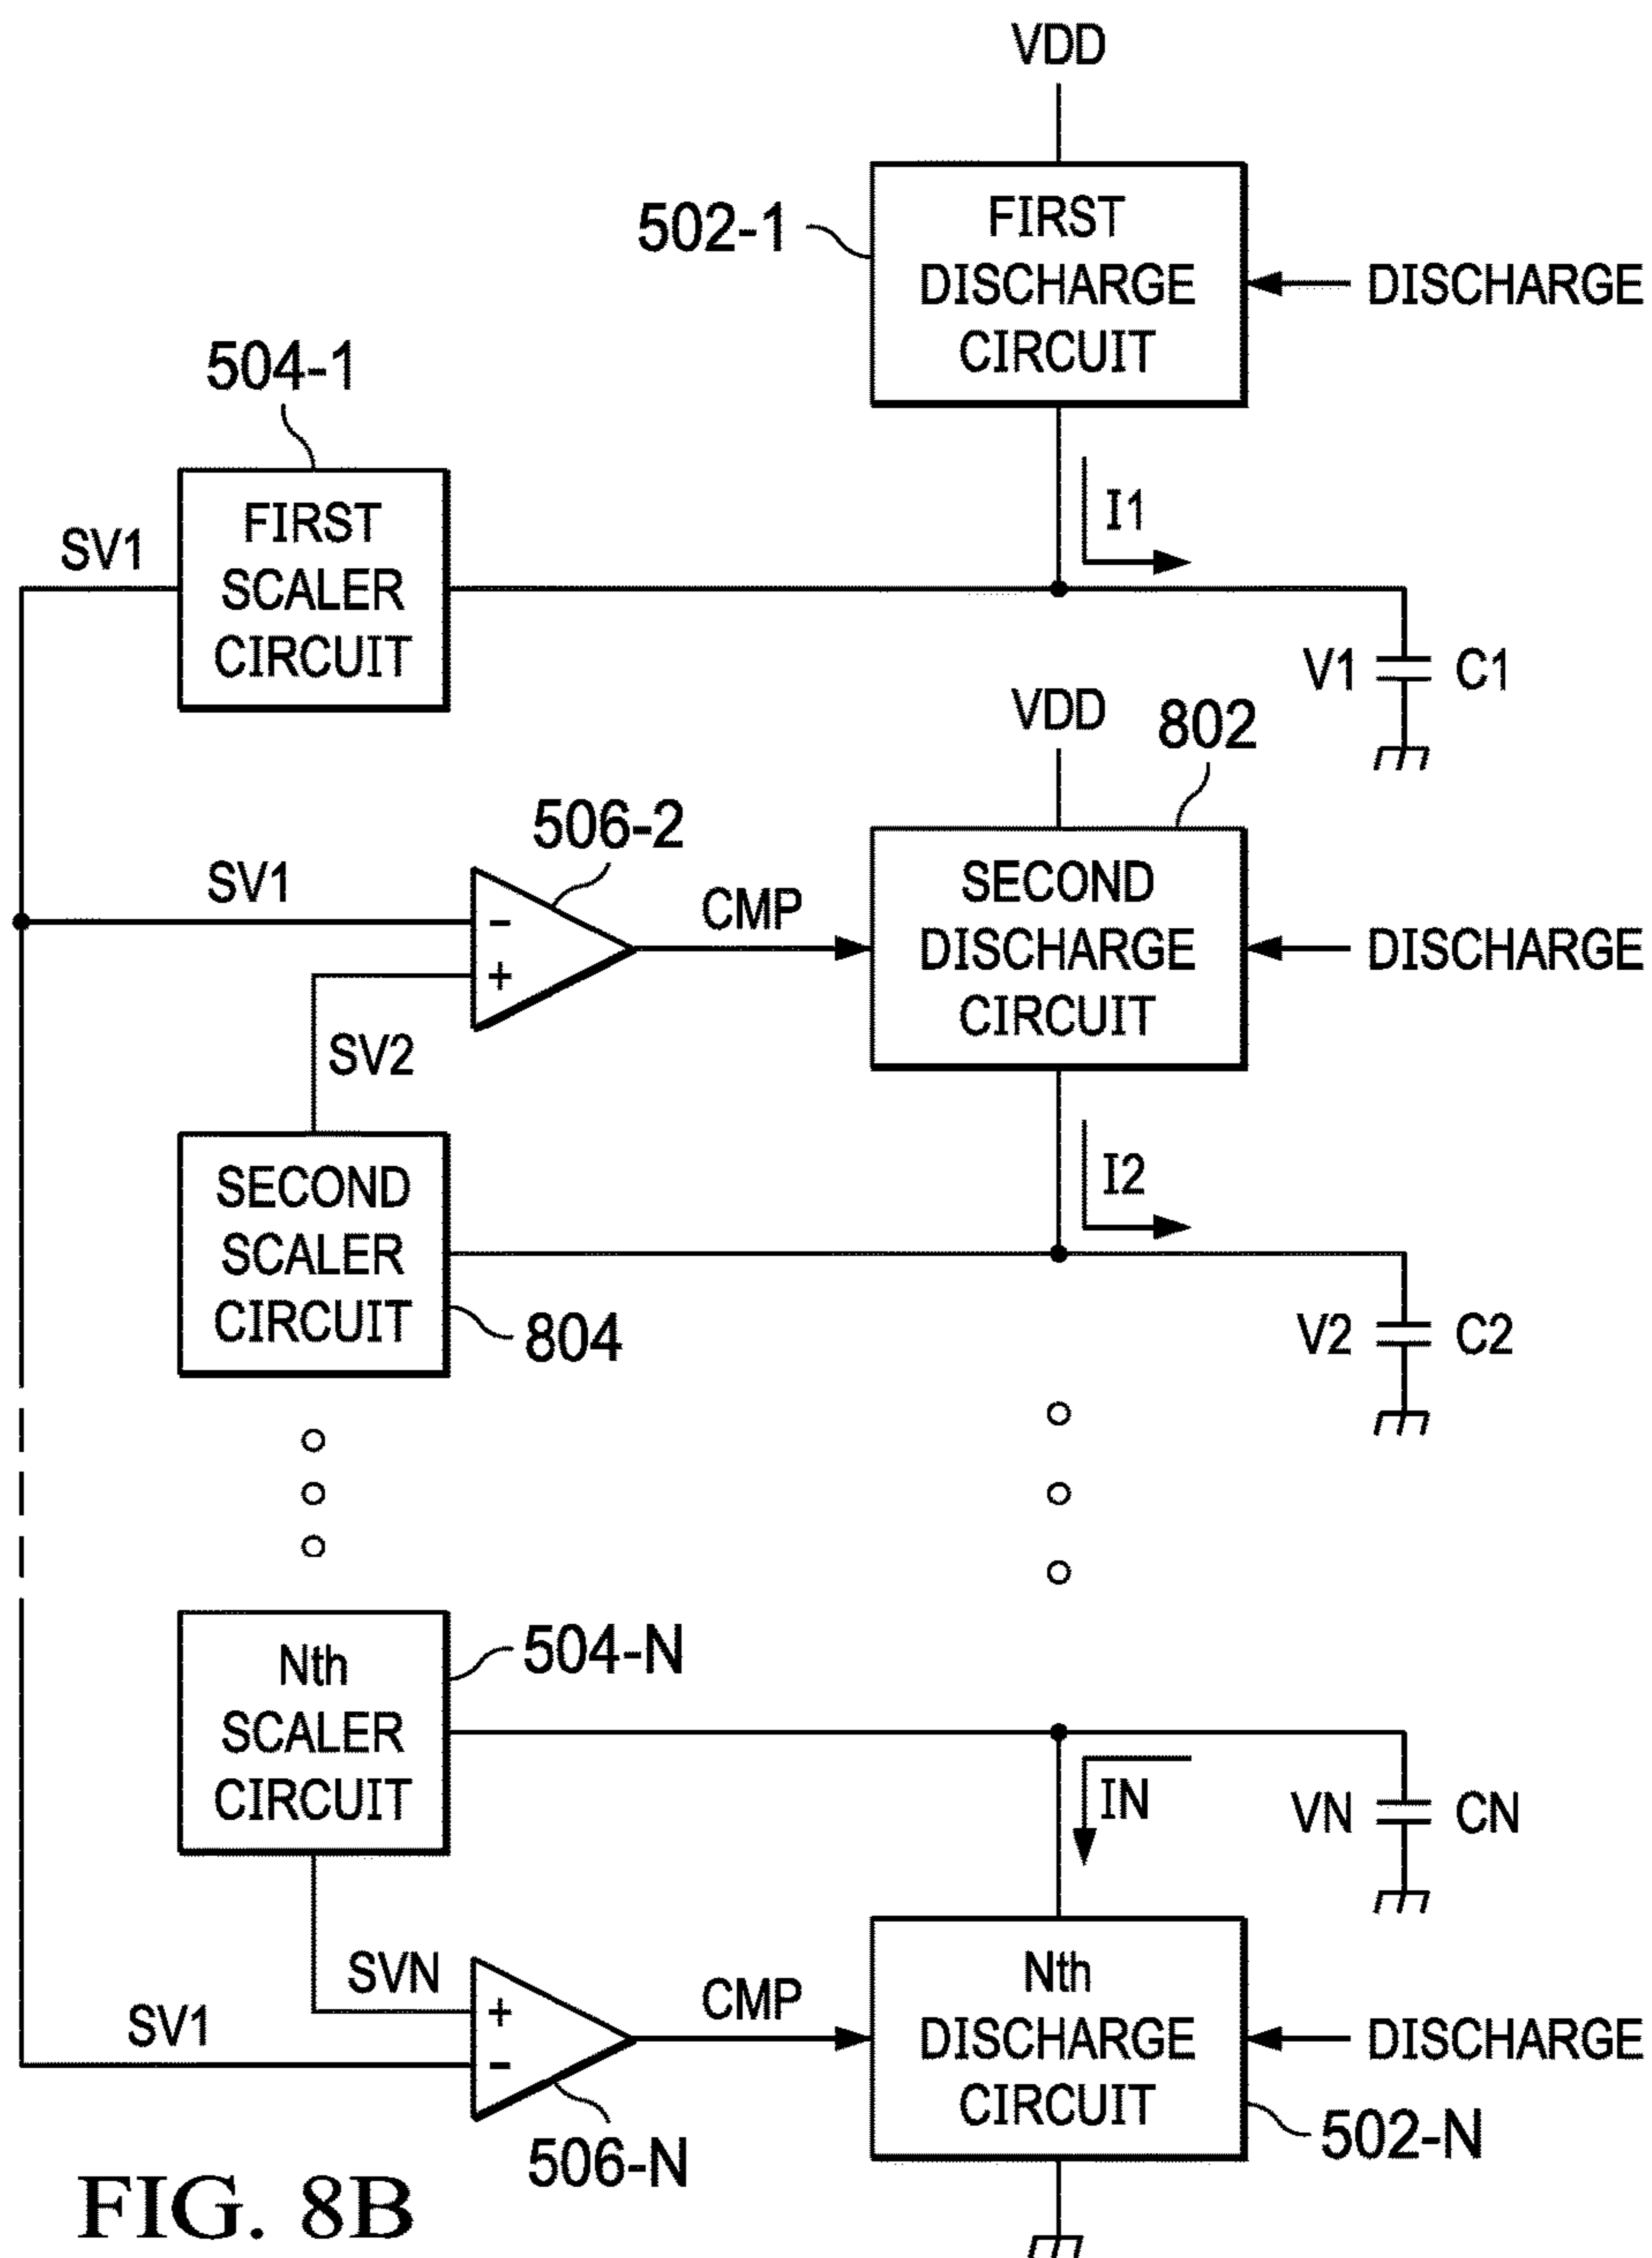 VDD
502-1
FIRST
DISCHARGE
CIRCUIT
DISCHARGE
504-1
FIRST
SCALER
CIRCUIT
SV1
I1
V1
C1
VDD
802
506-2
SV1
-
+
CMP
SECOND
DISCHARGE
CIRCUIT
DISCHARGE
SV2
SECOND
SCALER
CIRCUIT
804
I2
V2
C2
Nth
SCALER
CIRCUIT
504-N
IN
VN
CN
SVN
SV1
+
-
CMP
Nth
DISCHARGE
CIRCUIT
DISCHARGE
506-N
502-N
FIG. 8B